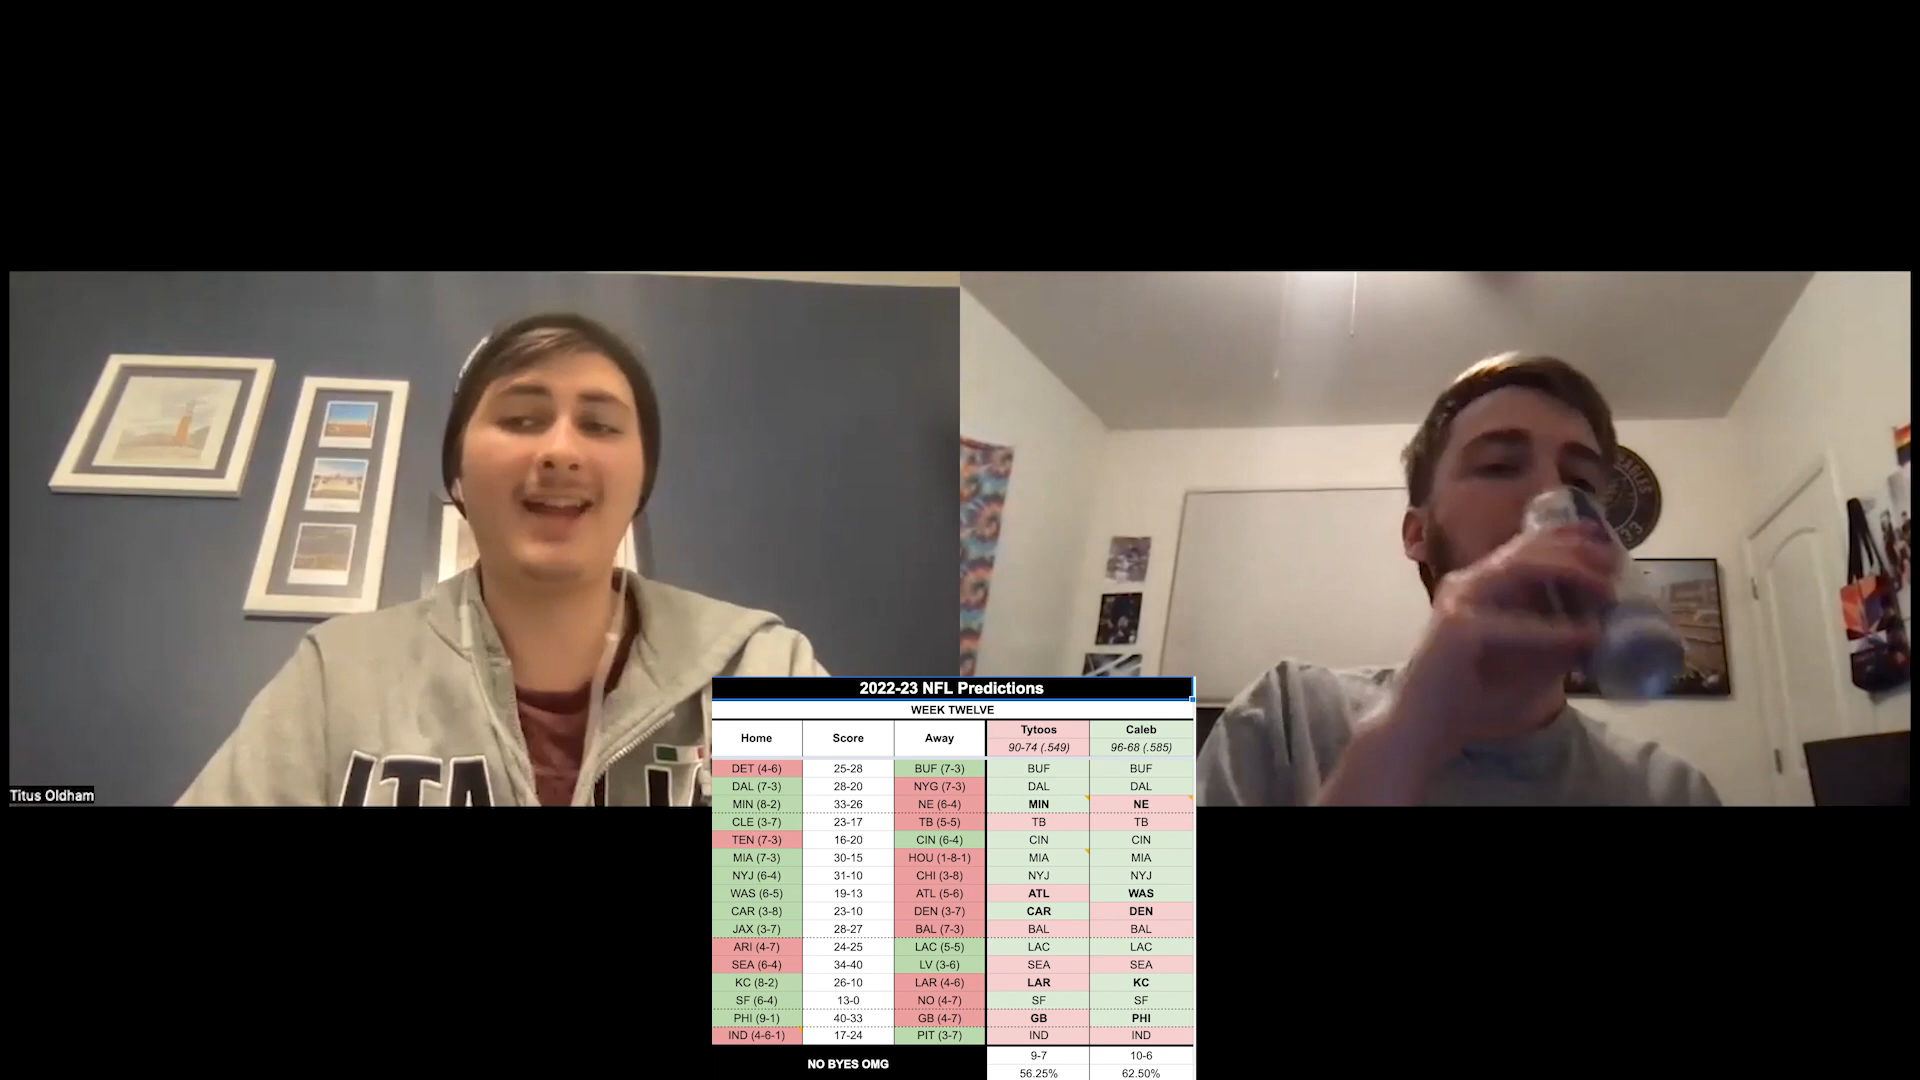 EAGLES
33
ITALIA
Titus Oldham
2022-23 NFL Predictions
WEEK TWELVE
Home Score Away Tytoos Caleb
90-74 (.549) 96-68 (.585)
DET (4-6) 25-28 BUF (7-3) BUF BUF
DAL (7-3) 28-20 NYG (7-3) DAL DAL
MIN (8-2) 33-26 NE (6-4) MIN NE
CLE (3-7) 23-17 TB (5-5) TB TB
TEN (7-3) 16-20 CIN (6-4) CIN CIN
MIA (7-3) 30-15 HOU (1-8-1) MIA MIA
NYJ (6-4) 31-10 CHI (3-8) NYJ NYJ
WAS (6-5) 19-13 ATL (5-6) ATL WAS
CAR (3-8) 23-10 DEN (3-7) CAR DEN
JAX (3-7) 28-27 BAL (7-3) BAL BAL
ARI (4-7) 24-25 LAC (5-5) LAC LAC
SEA (6-4) 34-40 LV (3-6) SEA SEA
KC (8-2) 26-10 LAR (4-6) LAR KC
SF (6-4) 13-0 NO (4-7) SF SF
PHI (9-1) 40-33 GB (4-7) GB PHI
IND (4-6-1) 17-24 PIT (3-7) IND IND
NO BYES OMG 9-7 10-6
56.25% 62.50%